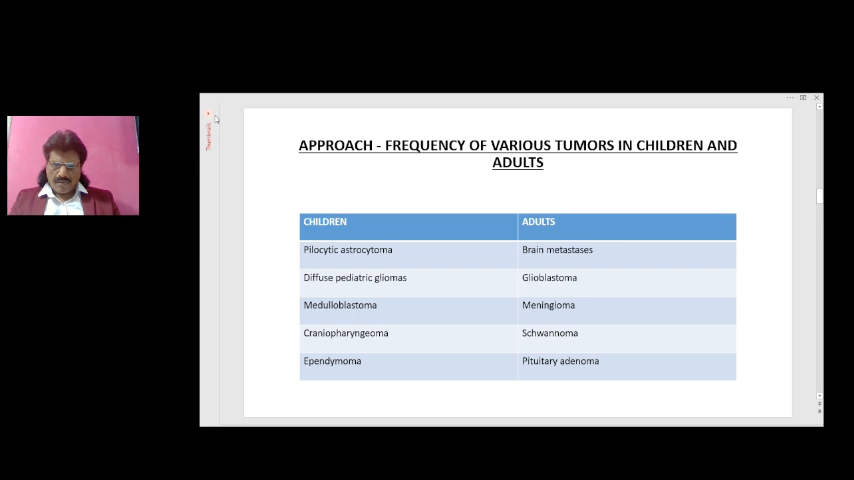 Thumbnails
APPROACH - FREQUENCY OF VARIOUS TUMORS IN CHILDREN AND
ADULTS
CHILDREN ADULTS
Pilocytic astrocytoma Brain metastases
Diffuse pediatric gliomas Glioblastoma
Medulloblastoma Meningioma
Craniopharyngeoma Schwannoma
Ependymoma Pituitary adenoma